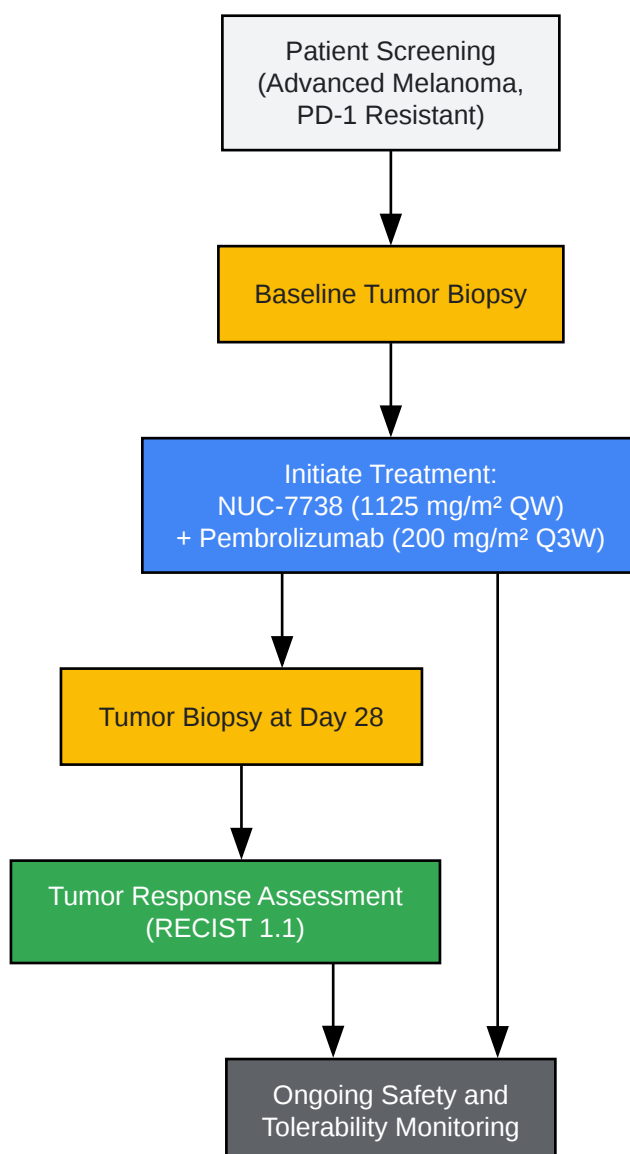 Patient Screening
(Advanced Melanoma,
PD-1 Resistant)
Baseline Tumor Biopsy
Initiate Treatment:
NUC-7738 (1125 mg/m² QW)
+ Pembrolizumab (200 mg/m² Q3W)
Tumor Biopsy at Day 28
Tumor Response Assessment
(RECIST 1.1)
Ongoing Safety and
Tolerability Monitoring